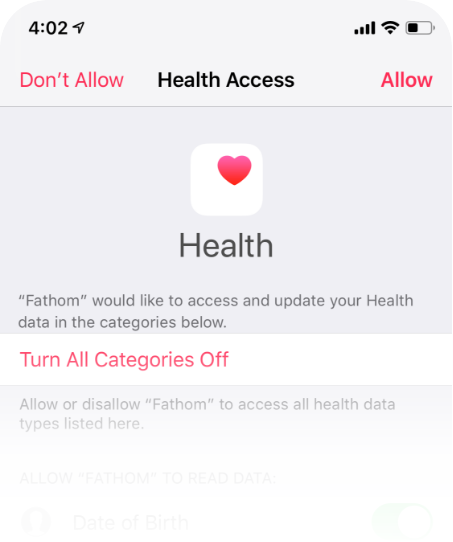 4:02
Don’t Allow Health Access Allow
Health
“Fathom” would like to access and update your Health
data in the categories below.
Turn All Categories Off
Allow or disallow “Fathom” to access all health data
types listed here.
ALLOW “FATHOM” TO READ DATA:
Date of Birth